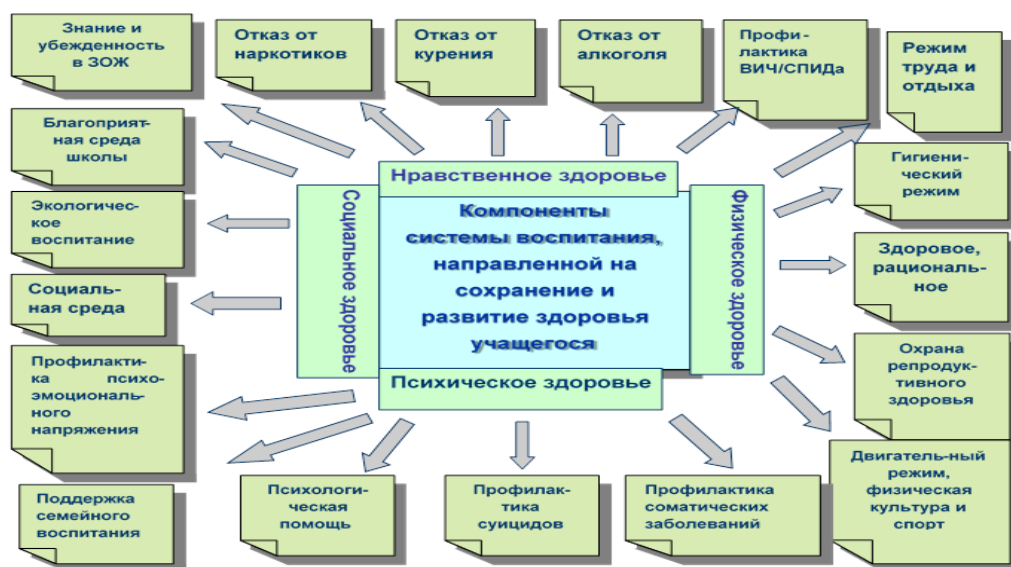 Знание и
убежденность
в ЗОЖ
Отказ от
наркотиков
Отказ от
курения
Отказ от
алкоголя
Профи-
лактика
ВИЧ/СПИДа
Режим
труда и
отдыха
Благоприят-
ная среда
школы
Гигиени-
ческий
режим
Экологичес-
кое
воспитание
Здоровое,
рациональ-
ное
Социаль-
ная среда
Нравственное здоровье
Социальное здоровье
Компоненты
системы воспитания,
направленной на
сохранение и
развитие здоровья
учащегося
Физическое здоровье
Психическое здоровье
Охрана
репродук-
тивного
здоровья
Профилакти-
ка психо-
эмоциональ-
ного
напряжения
Двигатель-ный
режим,
физическая
культура и
спорт
Поддержка
семейного
воспитания
Психологи-
ческая
помощь
Профилак-
тика
суицидов
Профилактика
соматических
заболеваний